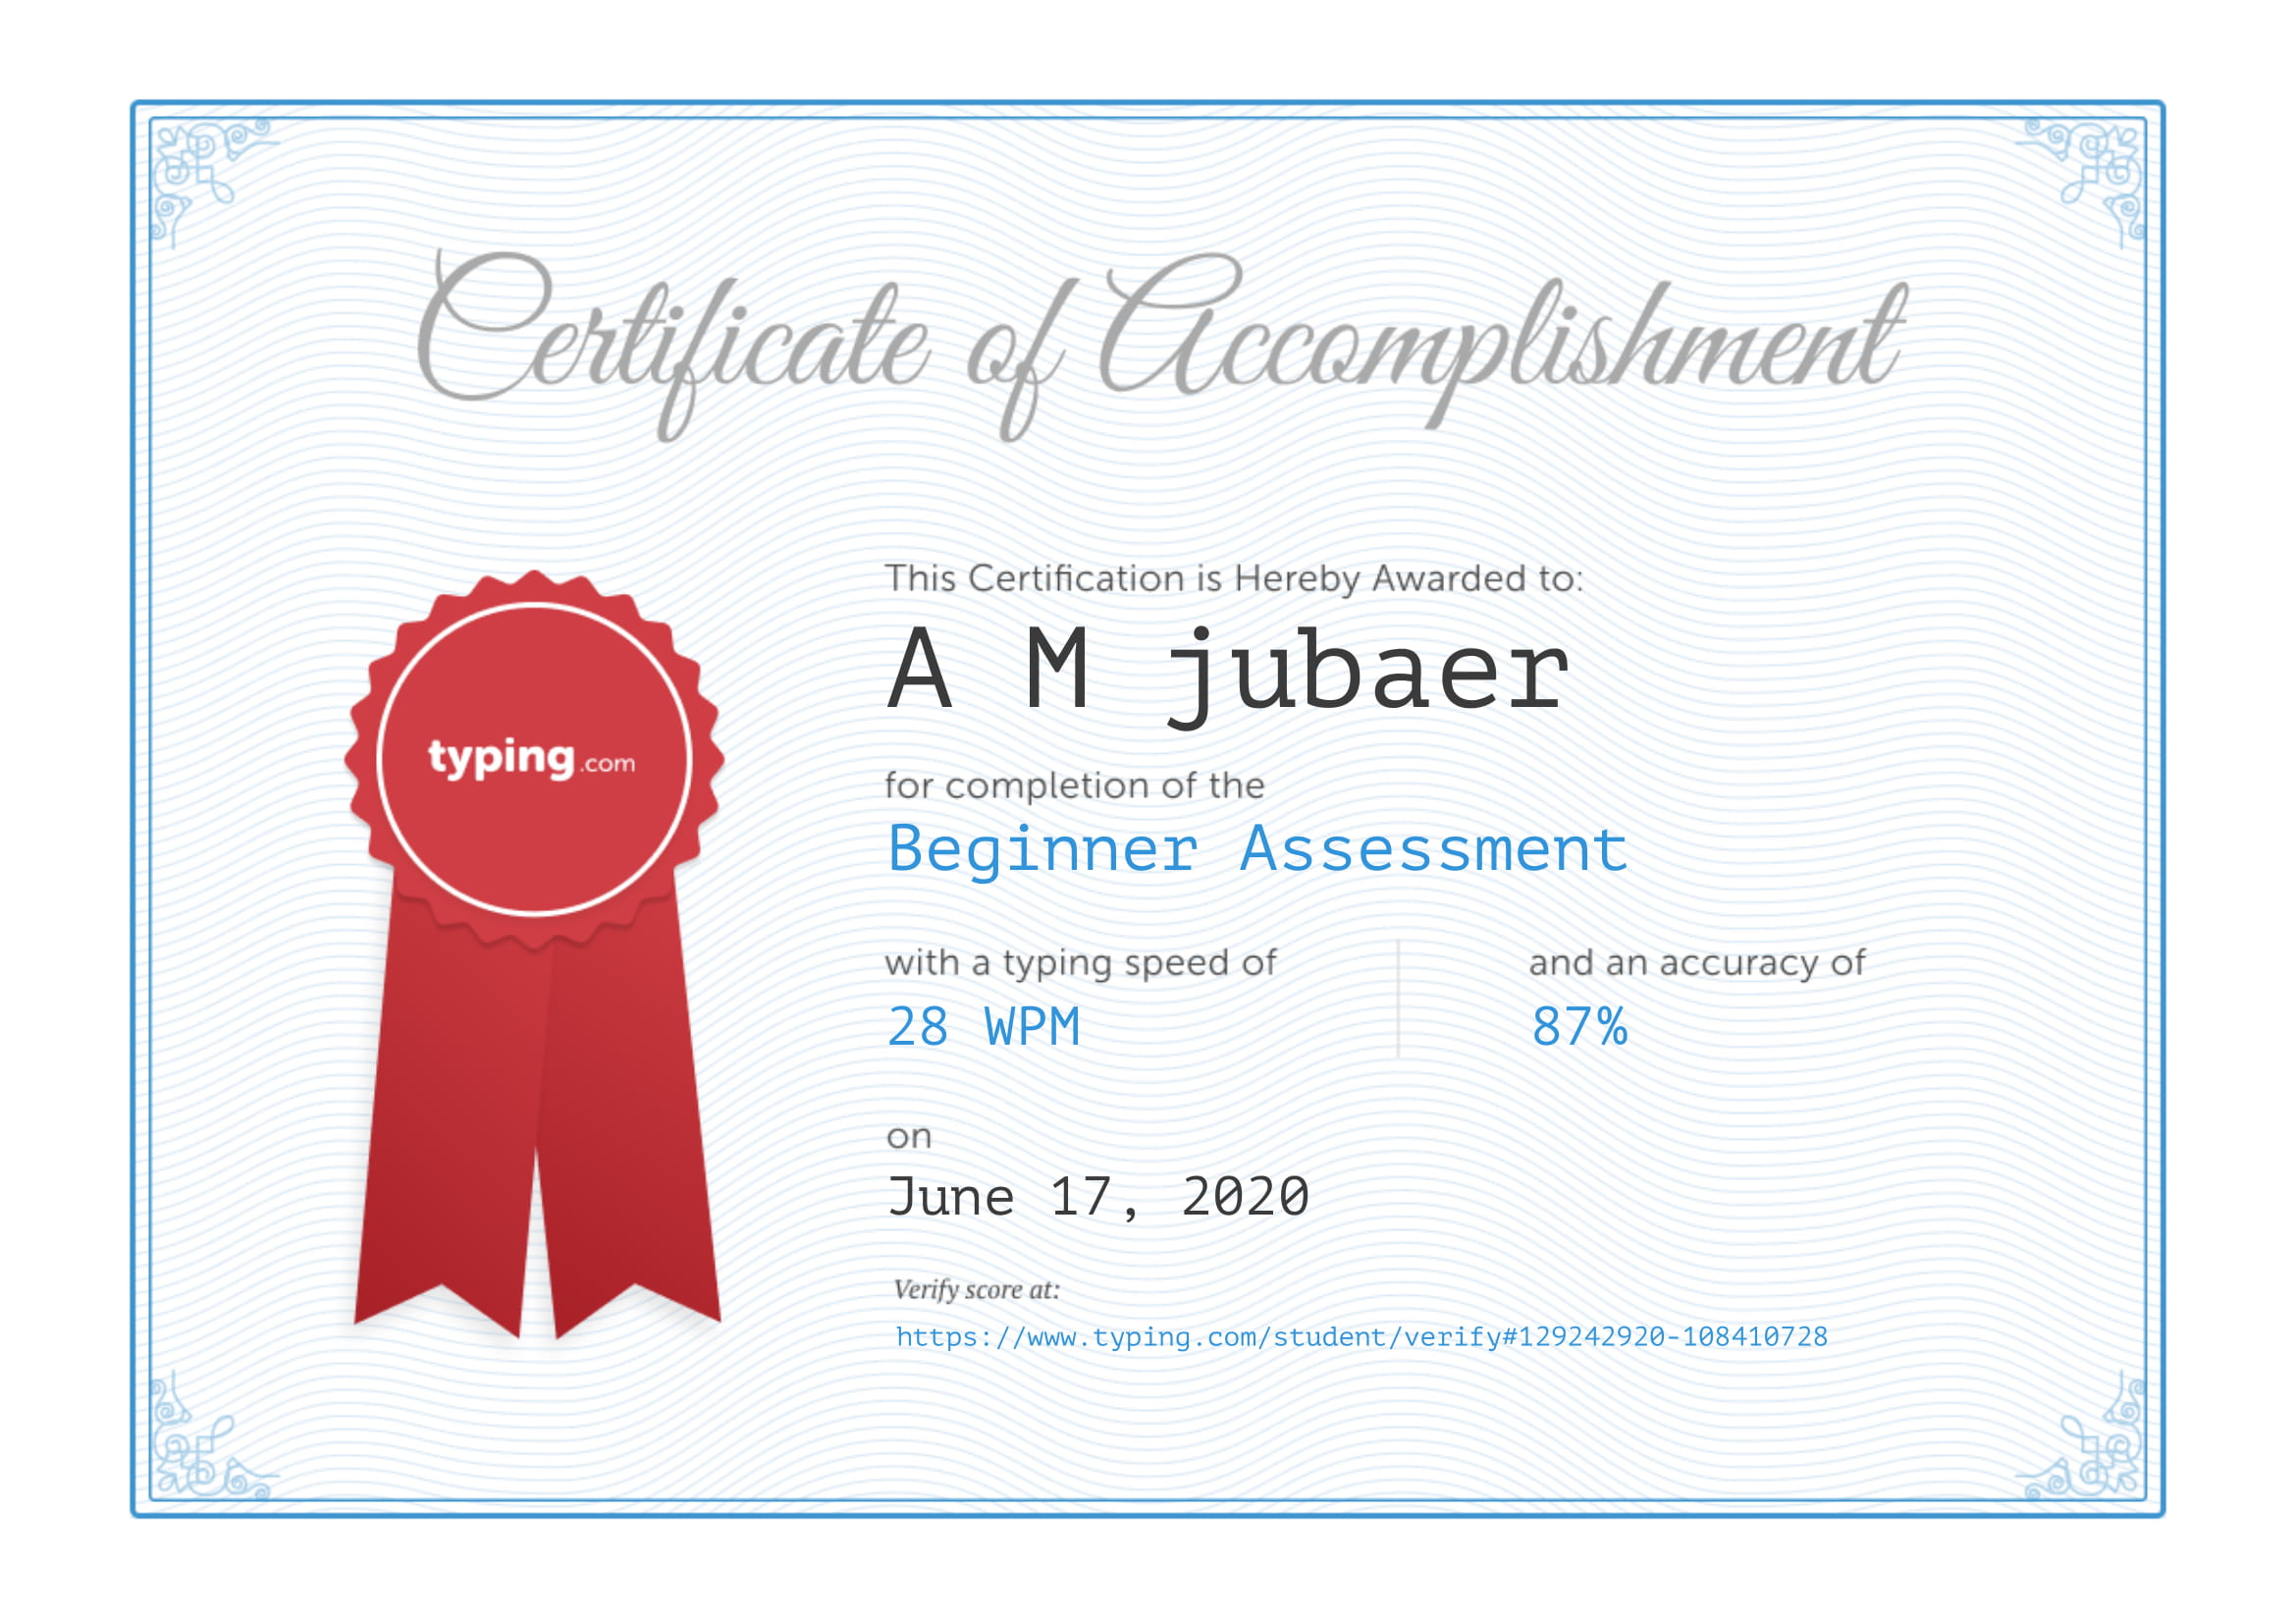 Certificate of Accomplishment
This Certification is Hereby Awarded to:
A M jubaer
typing.com
for completion of the
Beginner Assessment
with a typing speed of
and an accuracy of
28 WPM
87%
on
June 17, 2020
Verify score at:
https://www.typing.com/student/verify#129242920-108410728